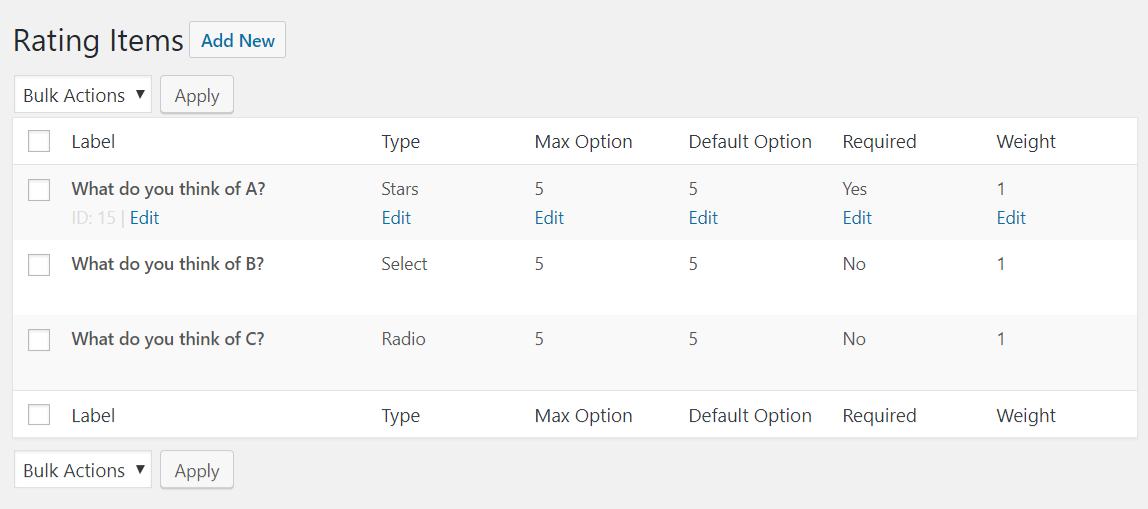 Rating Items Add New
Bulk Actions Apply
Label Type Max Option Default Option Required Weight
What do you think of A? Stars 5 5 Yes 1
ID: 15 | Edit Edit Edit Edit Edit Edit
What do you think of B? Select 5 5 No 1
What do you think of C? Radio 5 5 No 1
Label Type Max Option Default Option Required Weight
Bulk Actions Apply